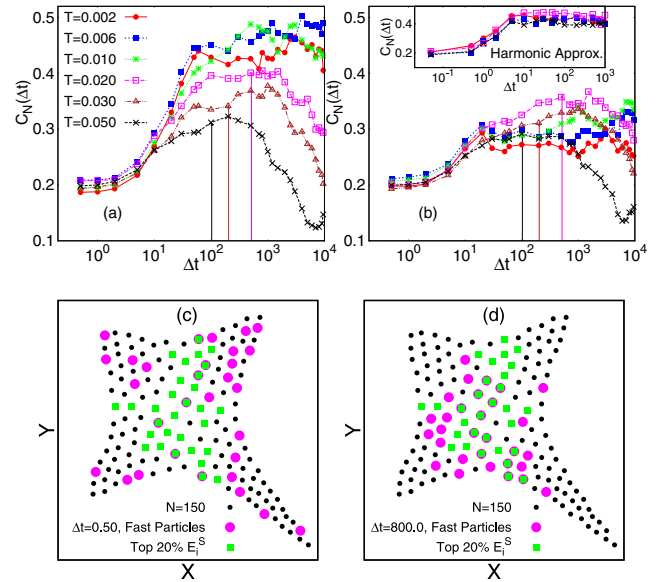 0.5
0.4
0.3
0.2
0.1
C_N(Δt)
T=0.002
T=0.006
T=0.010
T=0.020
T=0.030
T=0.050
(a)
10^0 10^1 10^2 10^3 10^4
Δt
0.5
0.4
0.3
0.2
0.1
C_N(Δt)
0.4
0.2
Harmonic Approx.
10^-1 10^0 10^1 10^2 10^3
Δt
(b)
10^0 10^1 10^2 10^3 10^4
Δt
(c)
Y
N=150
Δt=0.50, Fast Particles
Top 20% E_i^S
X
(d)
Y
N=150
Δt=800.0, Fast Particles
Top 20% E_i^S
X